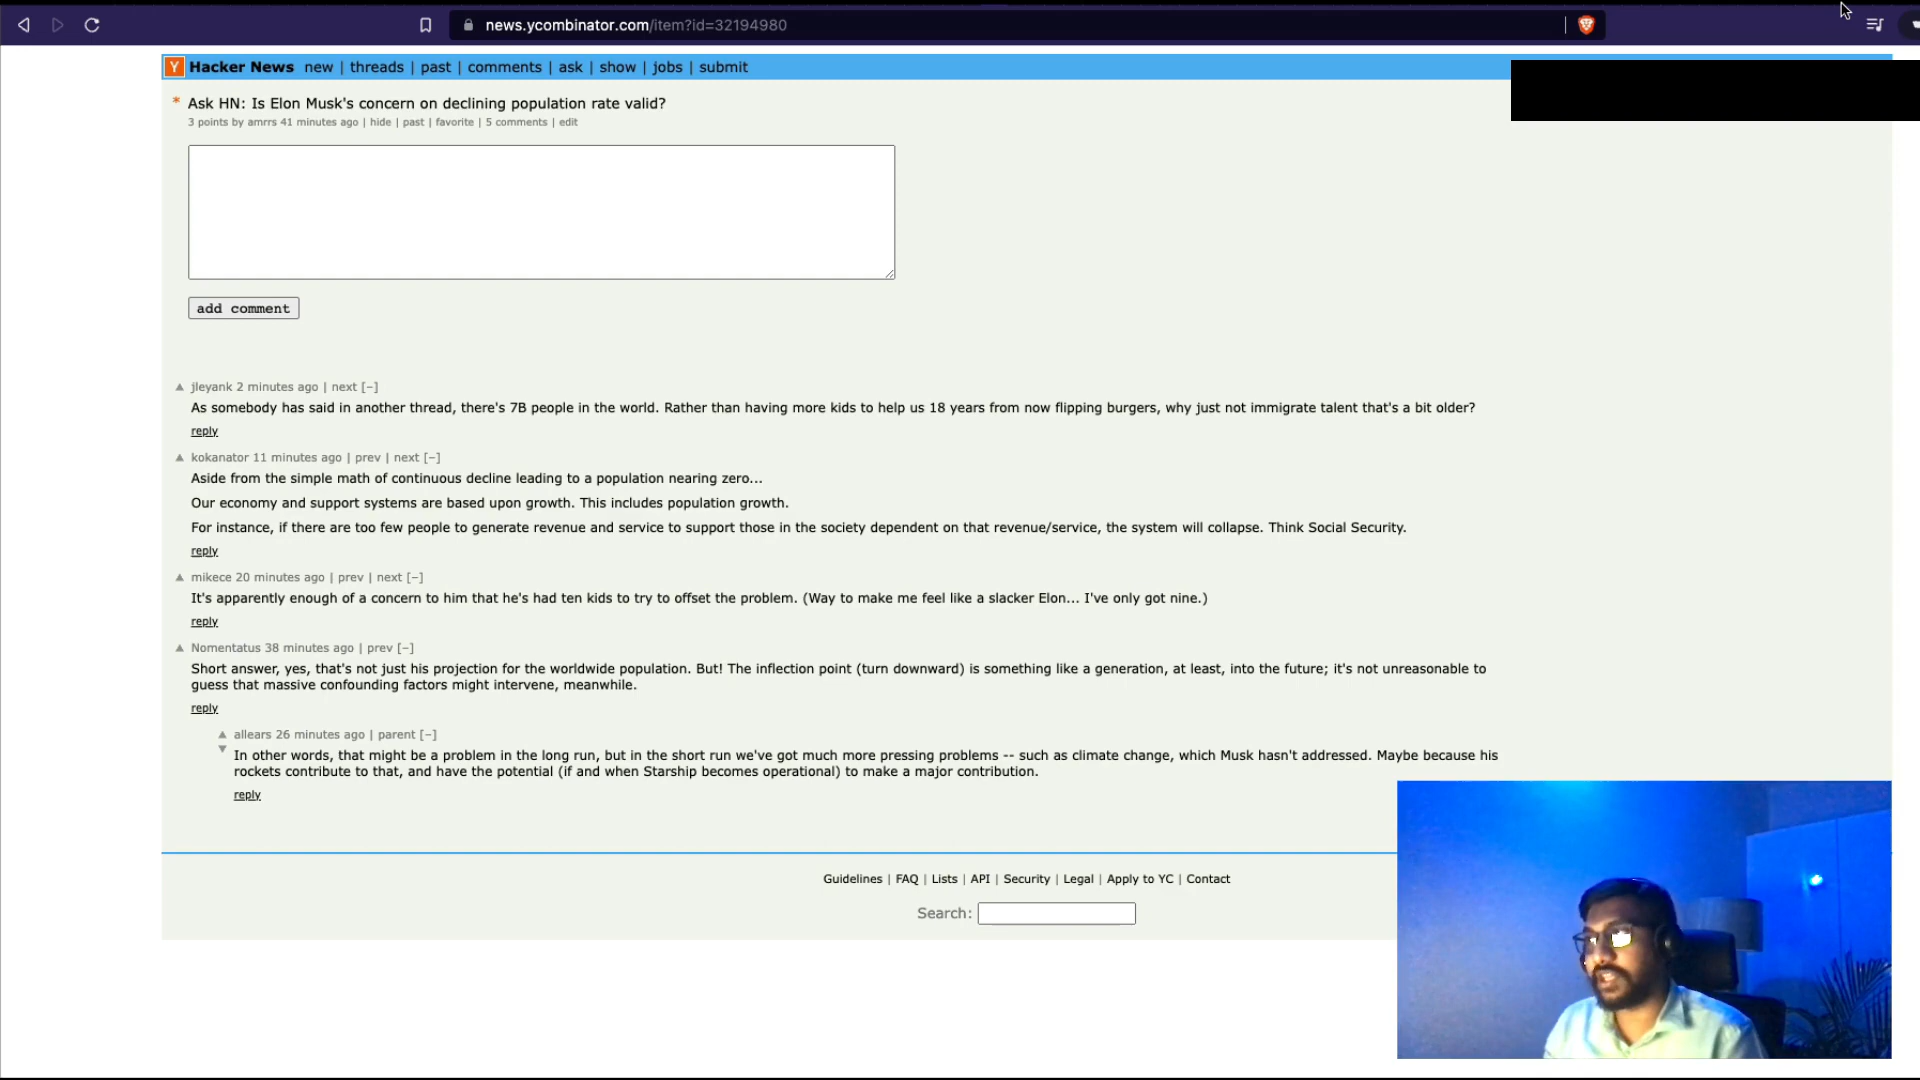 news.ycombinator.com/item?id=32194980
Y Hacker News new | threads | past | comments | ask | show | jobs | submit
* Ask HN: Is Elon Musk's concern on declining population rate valid?
3 points by amrrs 41 minutes ago | hide | past | favorite | 5 comments | edit
add comment
jleyank 2 minutes ago | next [–]
As somebody has said in another thread, there's 7B people in the world. Rather than having more kids to help us 18 years from now flipping burgers, why just not immigrate talent that's a bit older?
reply
kokanator 11 minutes ago | prev | next [–]
Aside from the simple math of continuous decline leading to a population nearing zero...
Our economy and support systems are based upon growth. This includes population growth.
For instance, if there are too few people to generate revenue and service to support those in the society dependent on that revenue/service, the system will collapse. Think Social Security.
reply
mikece 20 minutes ago | prev | next [–]
It's apparently enough of a concern to him that he's had ten kids to try to offset the problem. (Way to make me feel like a slacker Elon... I've only got nine.)
reply
Nomentatus 38 minutes ago | prev [–]
Short answer, yes, that's not just his projection for the worldwide population. But! The inflection point (turn downward) is something like a generation, at least, into the future; it's not unreasonable to
guess that massive confounding factors might intervene, meanwhile.
reply
allears 26 minutes ago | parent [–]
In other words, that might be a problem in the long run, but in the short run we've got much more pressing problems -- such as climate change, which Musk hasn't addressed. Maybe because his
rockets contribute to that, and have the potential (if and when Starship becomes operational) to make a major contribution.
reply
Guidelines | FAQ | Lists | API | Security | Legal | Apply to YC | Contact
Search: